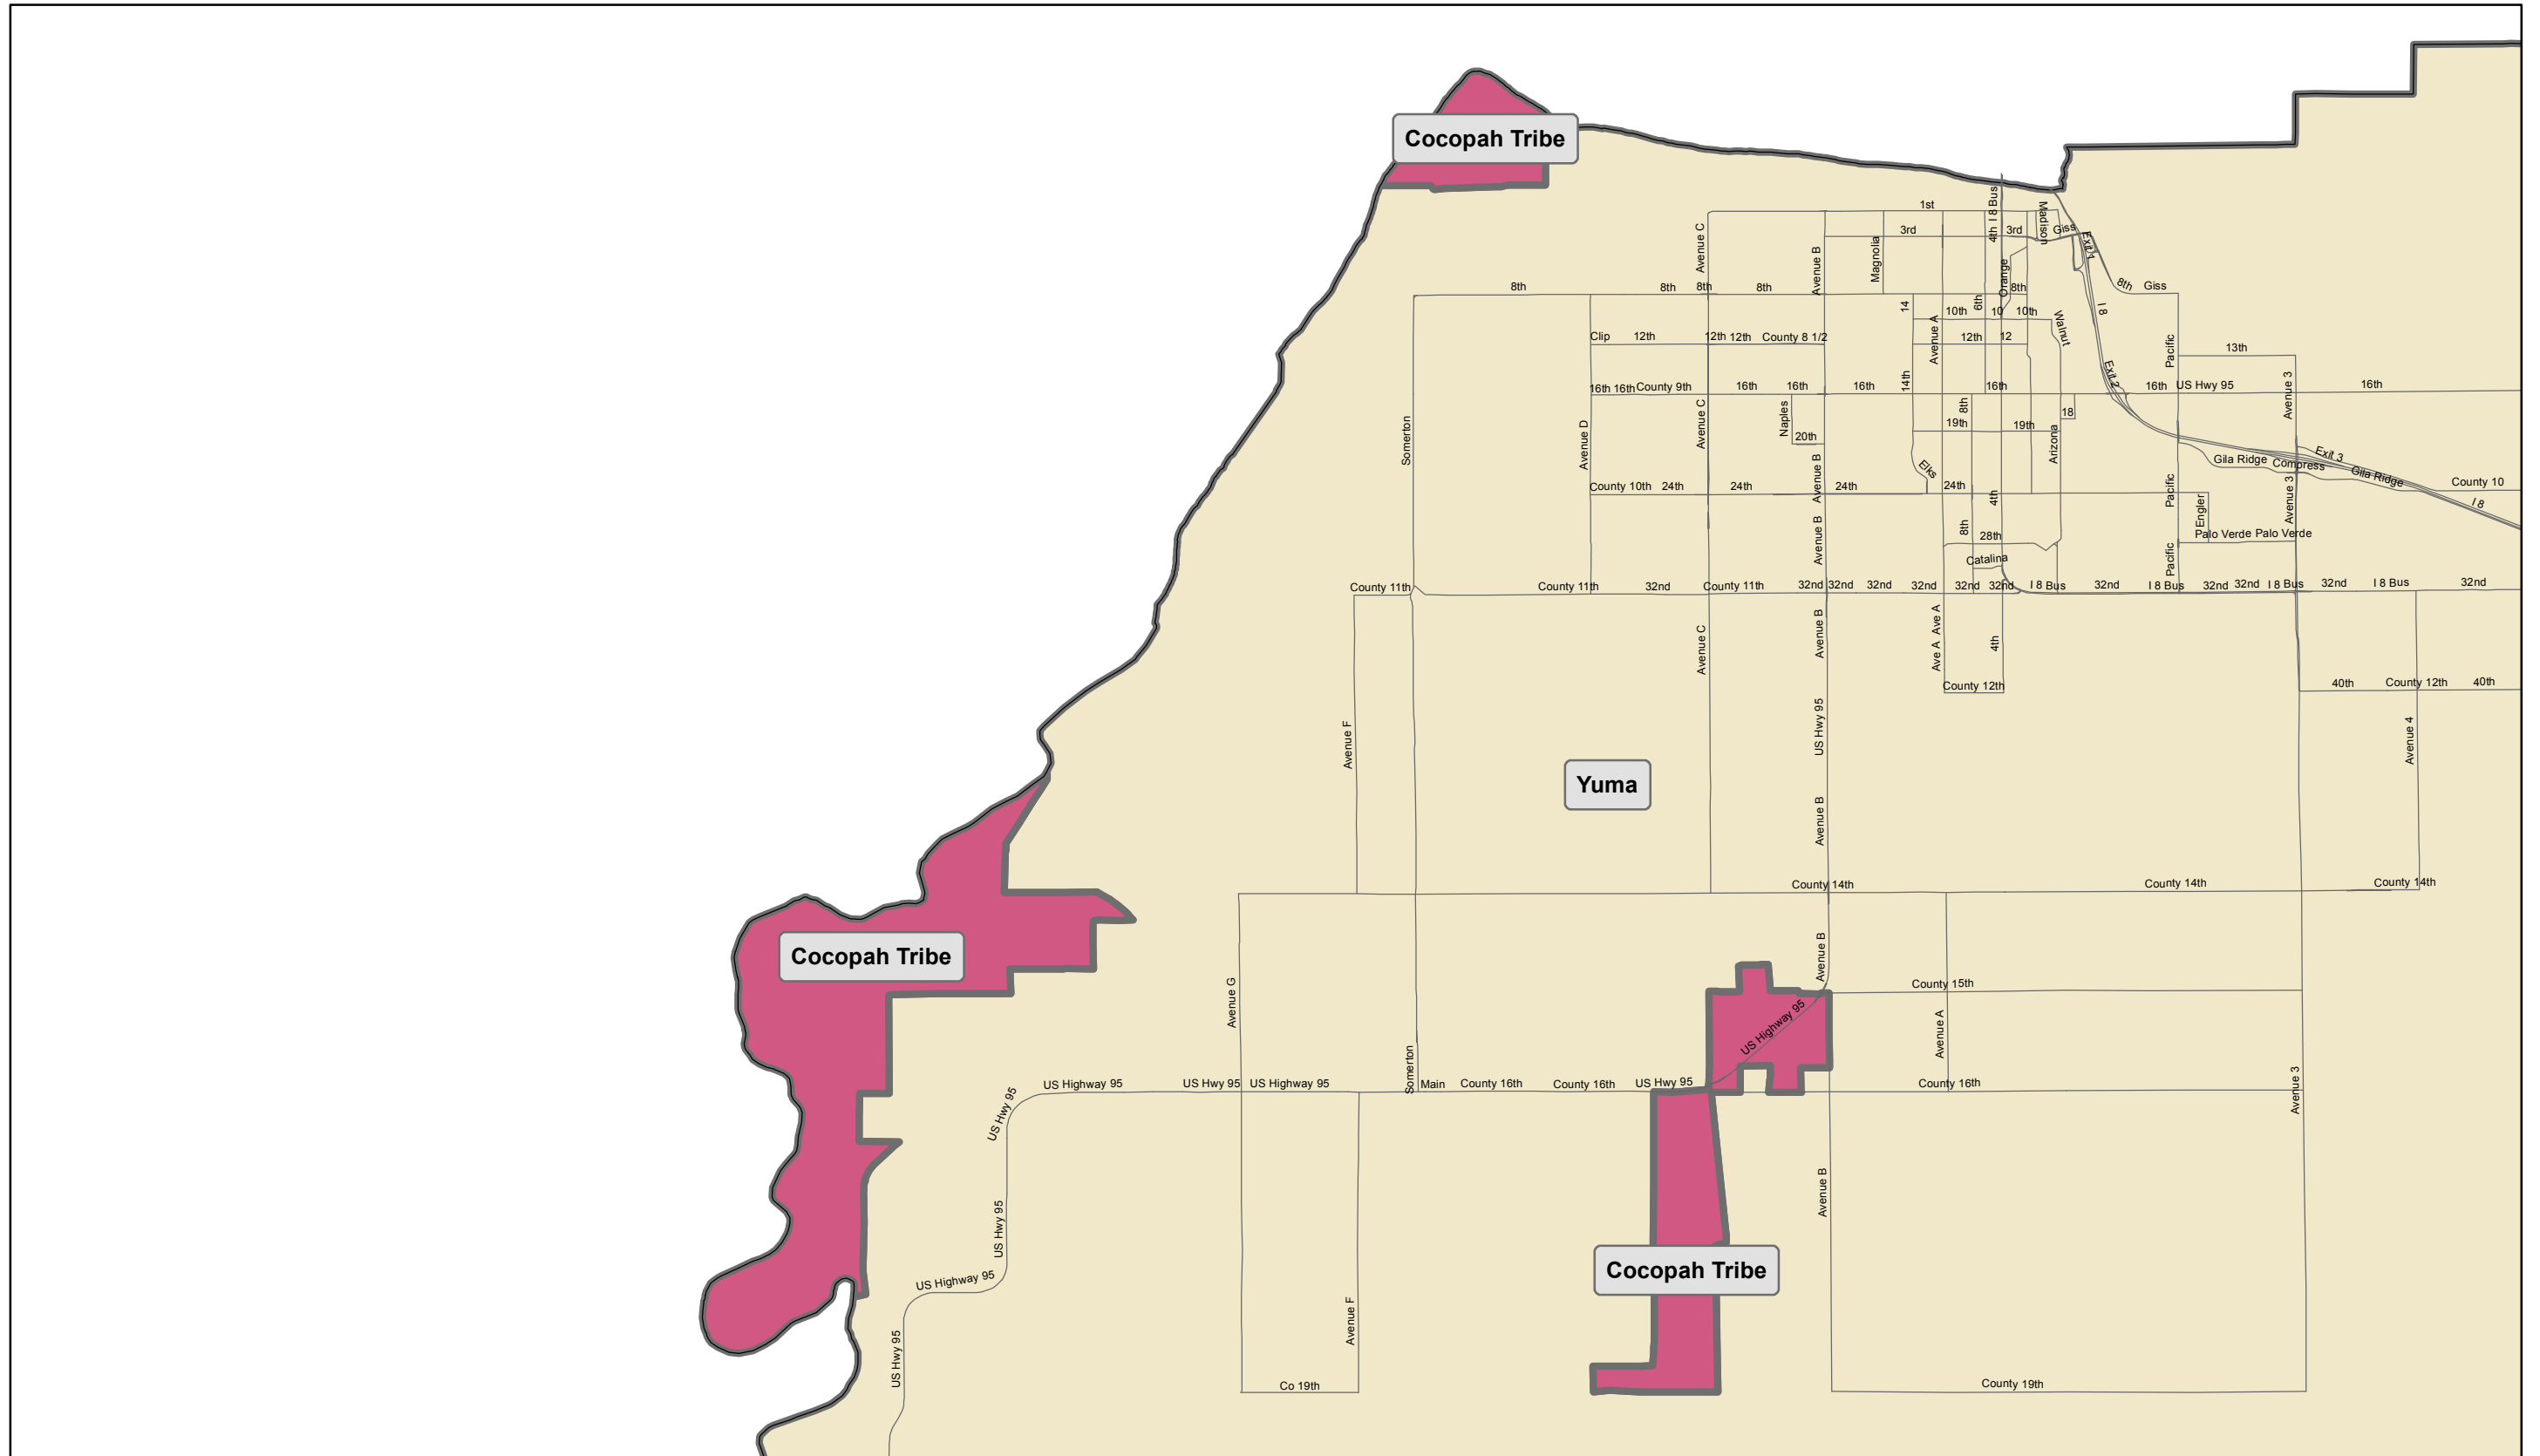 Cocopah Tribe
1st
I 8 Bus
4th
Madison
Avenue C
3rd
3rd
Giss
Exit 1
Magnolia
Avenue B
Orange
8th
8th
8th
8th
8th
8th
Giss
14
6th
10th
10
10th
I 8
Walnut
Clip
12th
12th
12th
County 8 1/2
Avenue A
12th
12
Pacific
13th
Exit 2
16th
16th
County 9th
16th
16th
16th
14th
16th
16th
US Hwy 95
16th
Avenue 3
Somerton
Avenue D
Avenue C
Naples
20th
8th
19th
19th
18
Arizona
Exit 3
Gila Ridge
Compress
Gila Ridge
County 10
I 8
Elks
County 10th
24th
24th
Avenue B
24th
24th
4th
Pacific
Engler
Avenue 3
Avenue B
8th
28th
Palo Verde
Palo Verde
Catalina
Pacific
County 11th
County 11th
32nd
County 11th
32nd
32nd
32nd
32nd
32nd
32nd
I 8 Bus
32nd
I 8 Bus
32nd
32nd
I 8 Bus
32nd
I 8 Bus
32nd
Avenue C
Avenue B
Ave A
Ave A
4th
County 12th
40th
County 12th
40th
Avenue F
US Hwy 95
Avenue 4
Yuma
Avenue B
County 14th
County 14th
County 14th
Cocopah Tribe
Avenue B
Avenue G
County 15th
US Highway 95
Avenue A
Somerton
US Highway 95
US Hwy 95
US Highway 95
Main
County 16th
County 16th
US Hwy 95
County 16th
Avenue 3
US Hwy 95
Avenue B
US Hwy 95
Cocopah Tribe
US Highway 95
Avenue F
US Hwy 95
Co 19th
County 19th